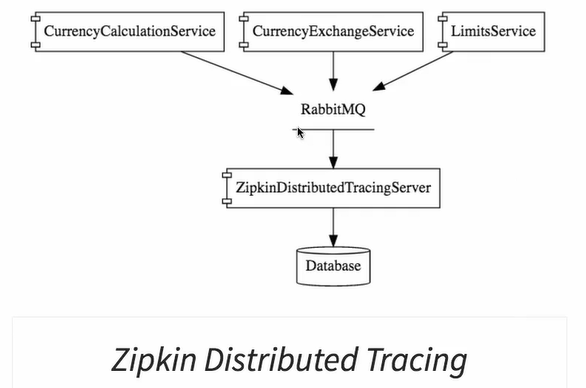 CurrencyCalculationService
CurrencyExchangeService
LimitsService
RabbitMQ
ZipkinDistributedTracingServer
Database
Zipkin Distributed Tracing